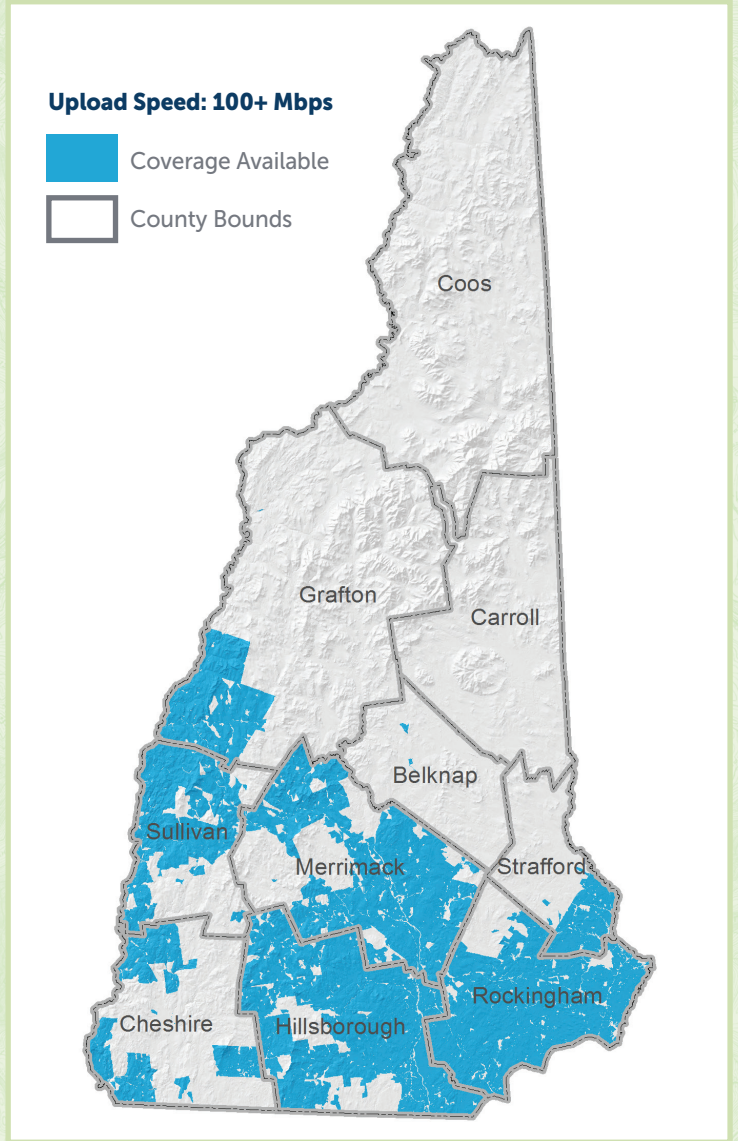 Upload Speed: 100+ Mbps
Coverage Available
County Bounds
Coos
Grafton
Carroll
Belknap
Sullivan
Merrimack
Strafford
Rockingham
Cheshire
Hillsborough